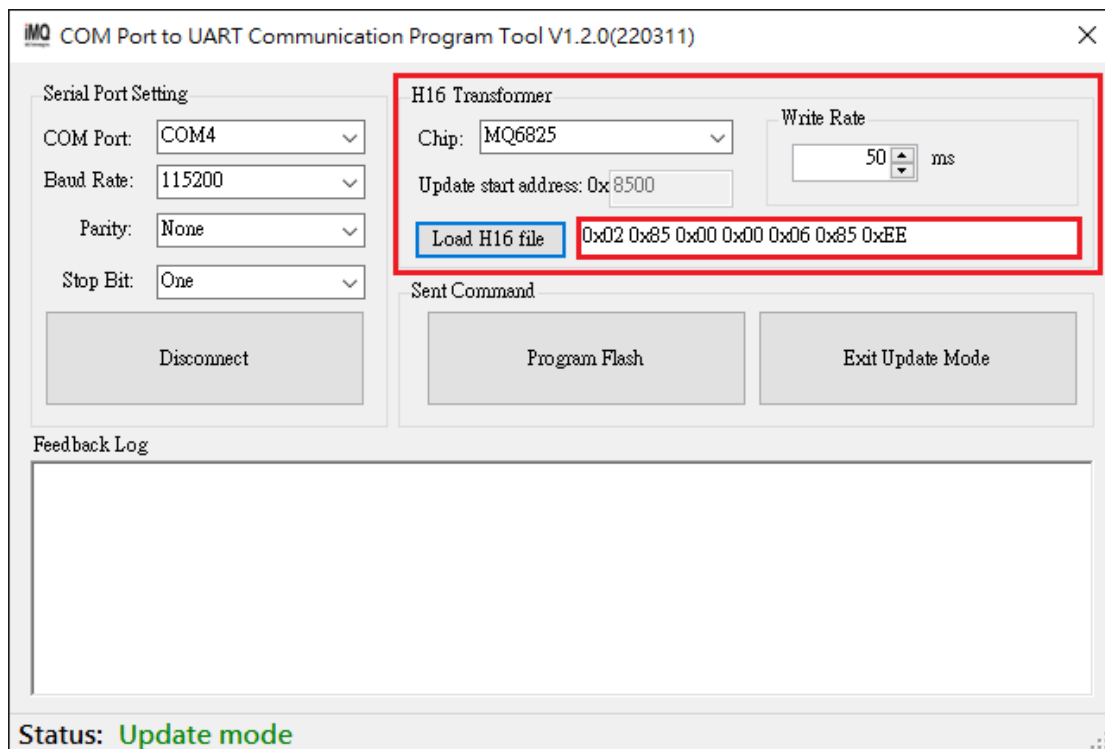 iMQ COM Port to UART Communication Program Tool V1.2.0(220311)
Serial Port Setting
COM Port: COM4
Baud Rate: 115200
Parity: None
Stop Bit: One
Disconnect
H16 Transformer
Chip: MQ6825
Write Rate
50 ms
Update start address: 0x 8500
Load H16 file 0x02 0x85 0x00 0x00 0x06 0x85 0xEE
Sent Command
Program Flash Exit Update Mode
Feedback Log
Status: Update mode